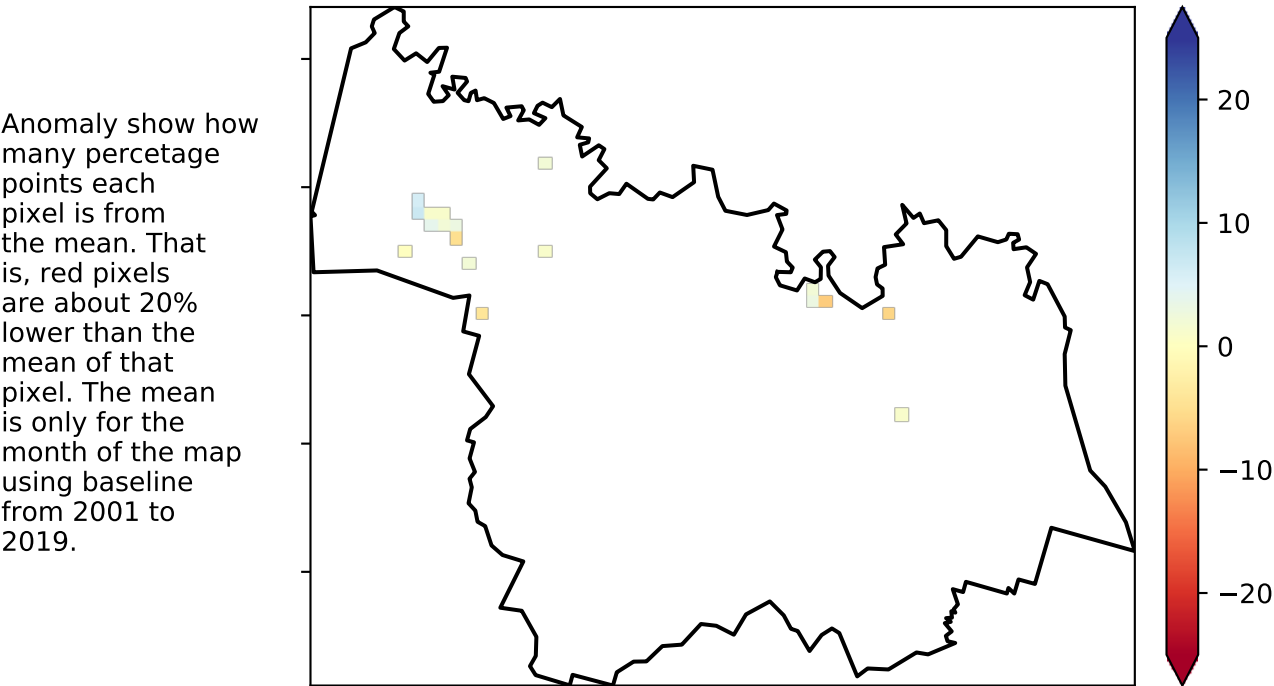 Anomaly show how
many percetage
points each
pixel is from
the mean. That
is, red pixels
are about 20%
lower than the
mean of that
pixel. The mean
is only for the
month of the map
using baseline
from 2001 to
2019.
20
10
0
−10
−20